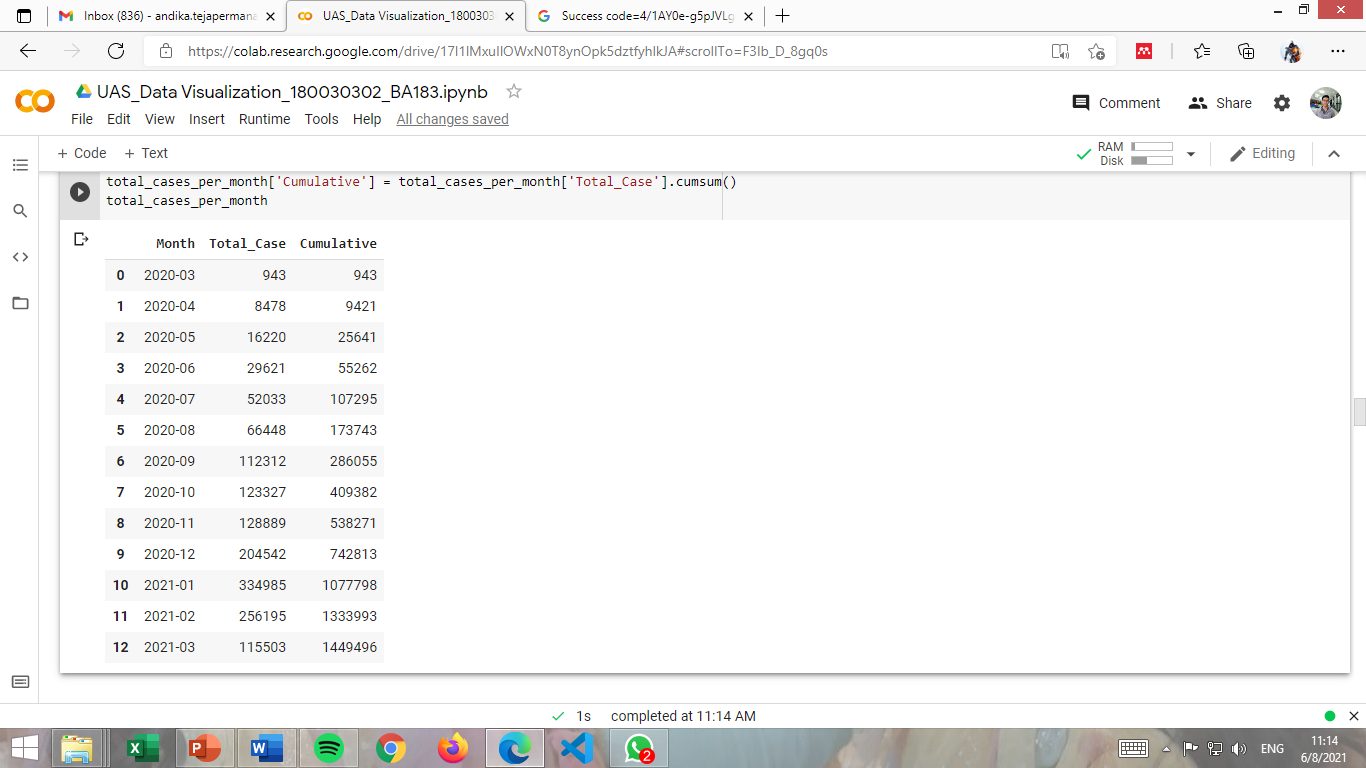 Inbox (836) - andika.tejapermana
UAS_Data Visualization_180030302
Success code=4/1AY0e-g5pJVLg
https://colab.research.google.com/drive/17I1IMxuIlOWxN0T8ynOpk5dztfyhIkJA#scrollTo=F3Ib_D_8gq0s
UAS_Data Visualization_180030302_BA183.ipynb
File Edit View Insert Runtime Tools Help All changes saved
Comment Share
+ Code + Text
RAM
Disk
Editing
total_cases_per_month['Cumulative'] = total_cases_per_month['Total_Case'].cumsum()
total_cases_per_month
Month Total_Case Cumulative
0 2020-03 943 943
1 2020-04 8478 9421
2 2020-05 16220 25641
3 2020-06 29621 55262
4 2020-07 52033 107295
5 2020-08 66448 173743
6 2020-09 112312 286055
7 2020-10 123327 409382
8 2020-11 128889 538271
9 2020-12 204542 742813
10 2021-01 334985 1077798
11 2021-02 256195 1333993
12 2021-03 115503 1449496
1s completed at 11:14 AM
2
ENG
11:14
6/8/2021